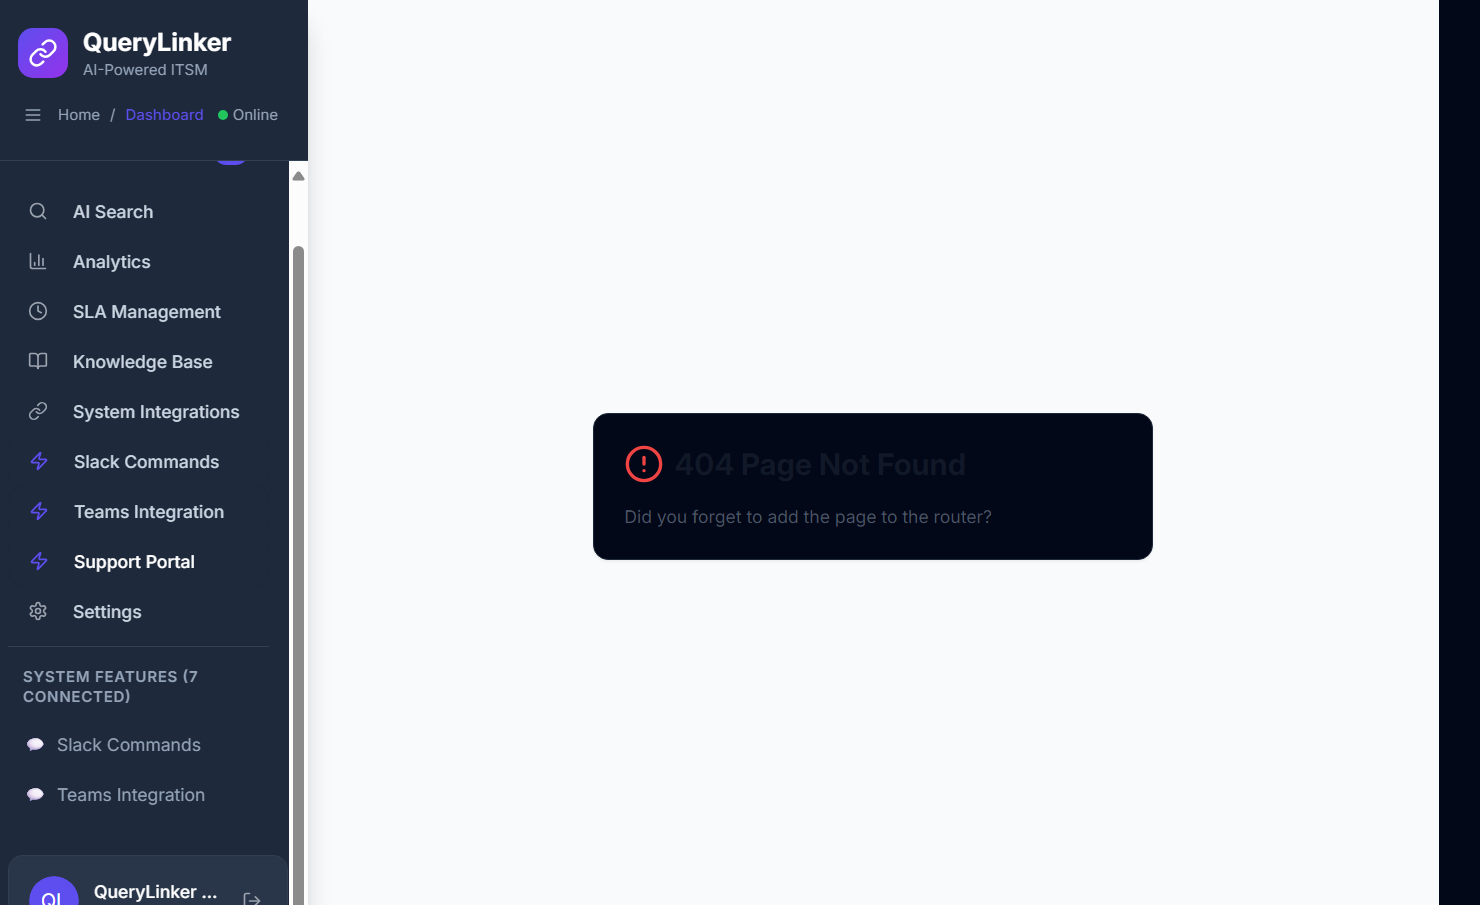 QueryLinker
AI-Powered ITSM
Home / Dashboard Online
AI Search
Analytics
SLA Management
Knowledge Base
System Integrations
Slack Commands
Teams Integration
Support Portal
Settings
SYSTEM FEATURES (7
CONNECTED)
Slack Commands
Teams Integration
QL QueryLinker ...
404 Page Not Found
Did you forget to add the page to the router?